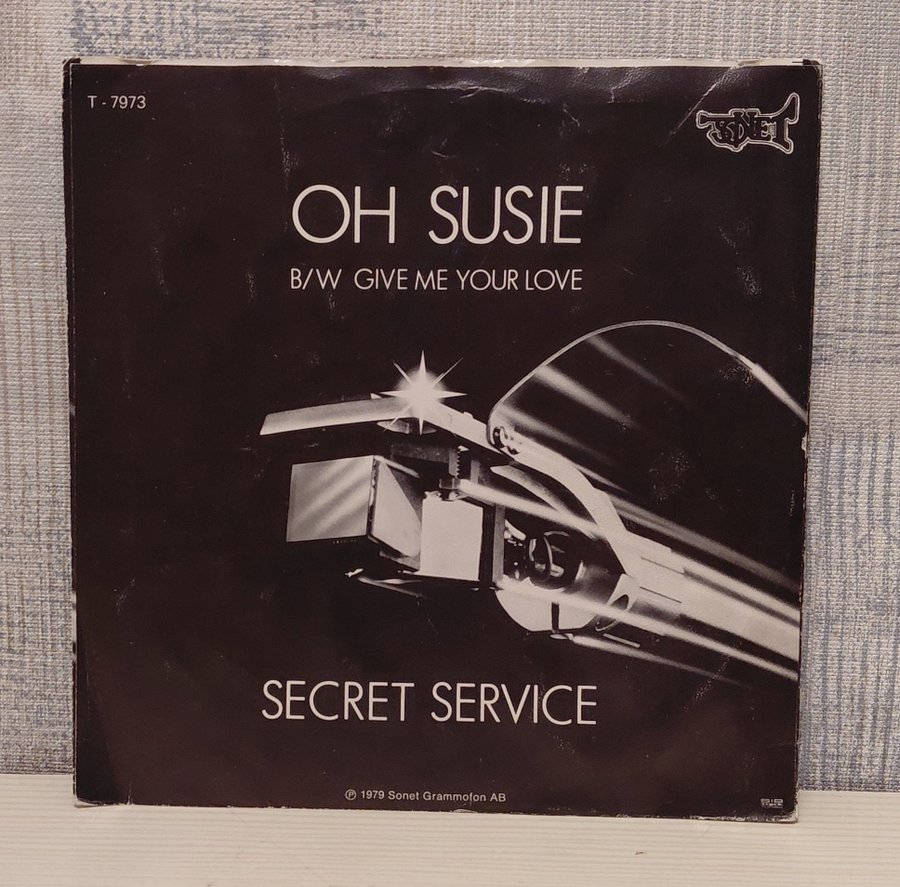 T - 7973
SONET
OH SUSIE
B/W GIVE ME YOUR LOVE
SECRET SERVICE
℗ 1979 Sonet Grammofon AB